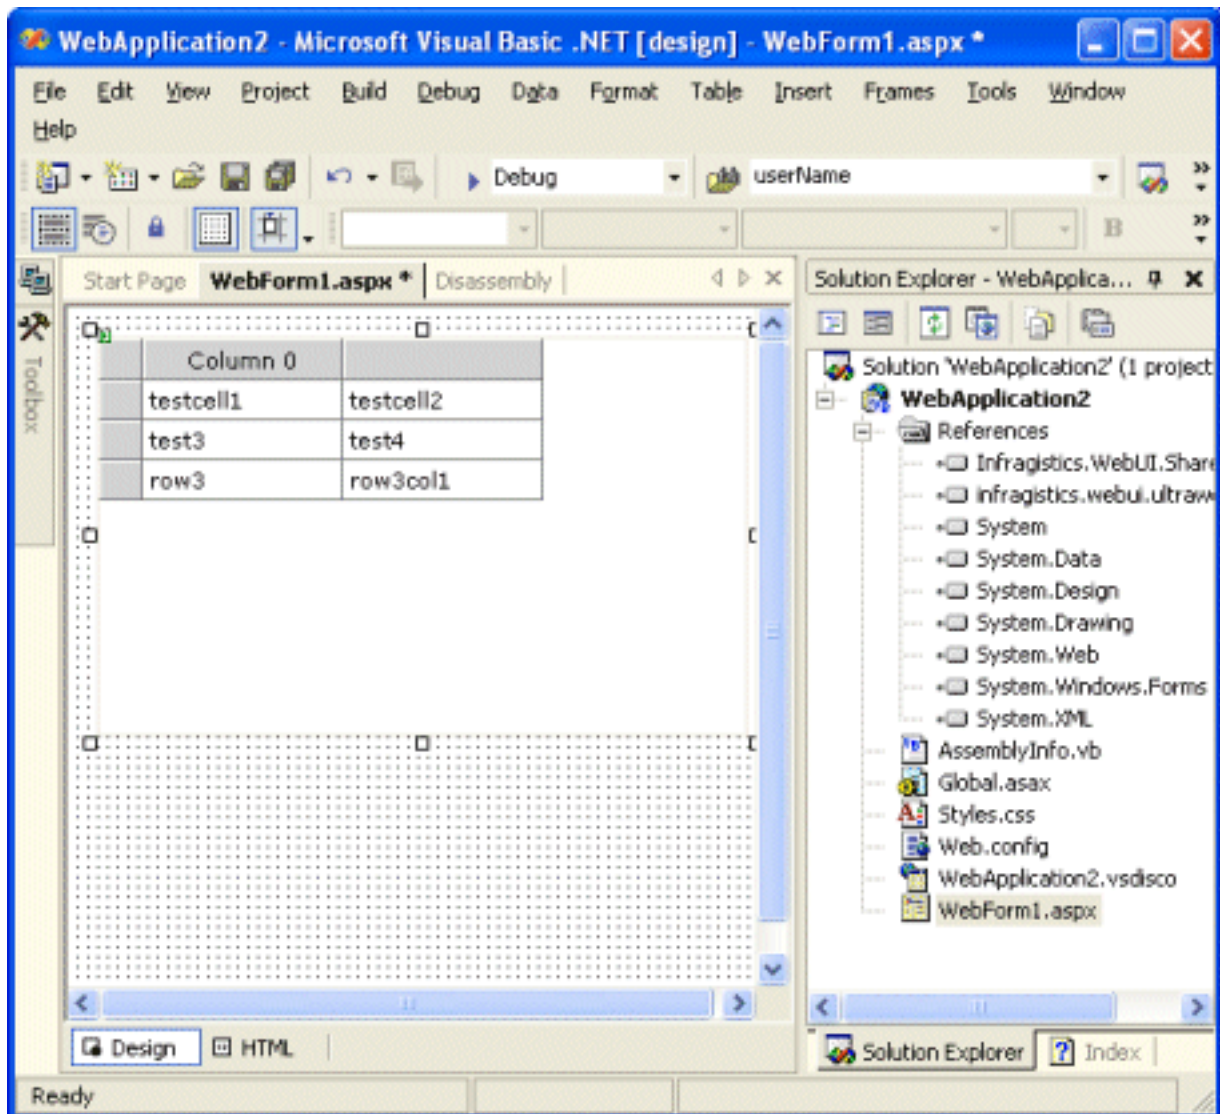 WebApplication2 - Microsoft Visual Basic .NET [design] - WebForm1.aspx *
File Edit View Project Build Debug Data Format Table Insert Frames Tools Window
Help
Debug userName
B
Start Page WebForm1.aspx * Disassembly
Toolbox
Column 0
testcell1 testcell2
test3 test4
row3 row3col1
Design HTML
Solution Explorer - WebApplica...
Solution 'WebApplication2' (1 project
WebApplication2
References
Infragistics.WebUI.Share
infragistics.webui.ultraw
System
System.Data
System.Design
System.Drawing
System.Web
System.Windows.Forms
System.XML
AssemblyInfo.vb
Global.asax
Styles.css
Web.config
WebApplication2.vsdisco
WebForm1.aspx
Solution Explorer Index
Ready